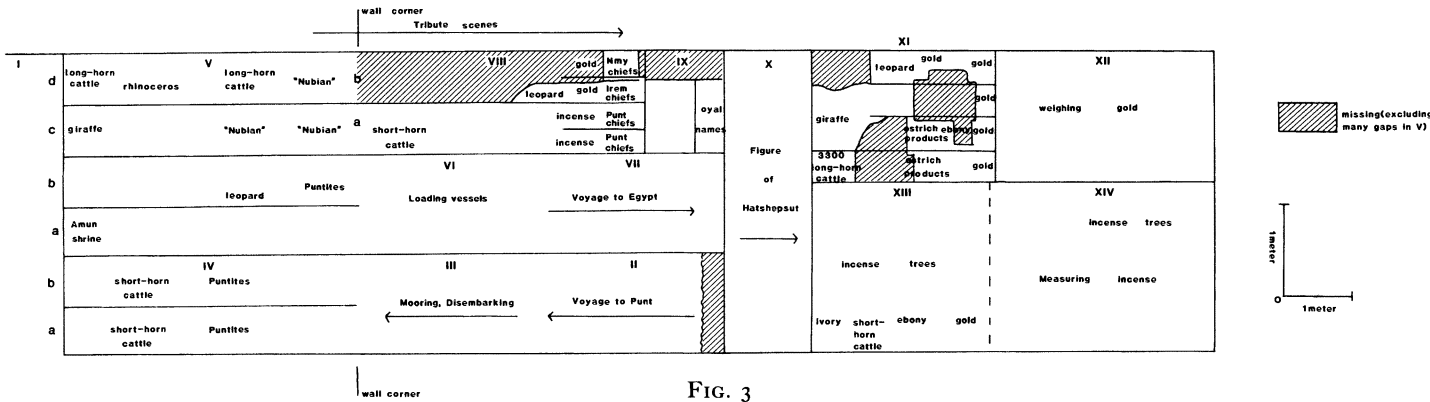 wall corner
Tribute scenes
XI
I
V
VIII
IX
X
XII
d
long-horn
cattle
rhinoceros
long-horn
cattle
"Nubian"
b
gold
Nmy
chiefs
leopard
gold
Irem
chiefs
leopard
gold
gold
gold
weighing gold
missing(excluding
many gaps in V)
c
giraffe
"Nubian"
"Nubian"
a
short-horn
cattle
incense
Punt
chiefs
incense
Punt
chiefs
oyal
names
giraffe
estrich
products
ebony
gold
3300
long-horn
cattle
ostrich
products
gold
b
leopard
Puntites
VI
Loading vessels
VII
Voyage to Egypt
Figure
of
Hatshepsut
XIII
XIV
a
Amun
shrine
incense trees
incense trees
Measuring incense
b
IV
short-horn
cattle
Puntites
III
Mooring, Disembarking
II
Voyage to Punt
a
short-horn
cattle
Puntites
ivory
short-
horn
cattle
ebony
gold
1meter
0
1meter
wall corner
FIG. 3